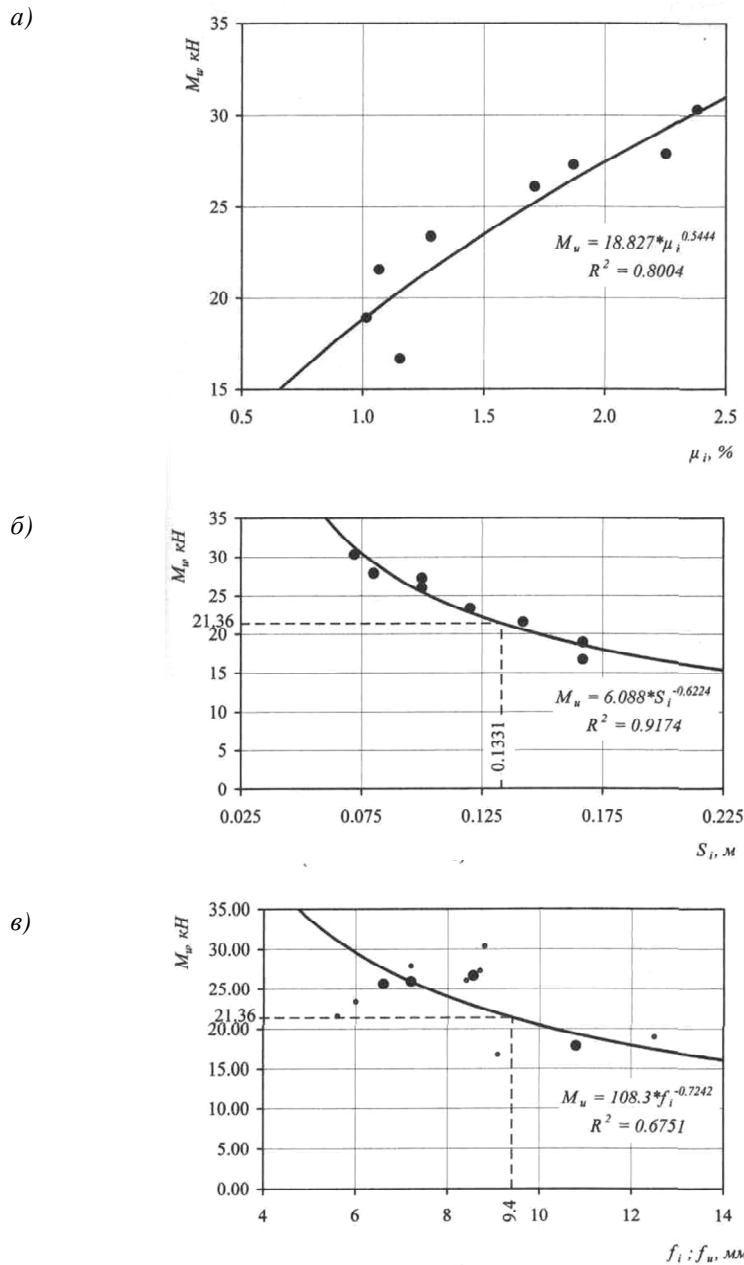 а)
M_u, кН
35
30
25
20
15
0.5
1.0
1.5
2.0
2.5
M_u = 18.827*μ_i^0.5444
R² = 0.8004
μ_i, %
б)
M_u, кН
35
30
25
21,36
20
15
10
5
0
0.025
0.075
0.125
0.175
0.225
0.1331
M_u = 6.088*S_i^-0.6224
R² = 0.9174
S_i, м
в)
M_u, кН
35.00
30.00
25.00
21,36
20.00
15.00
10.00
5.00
0.00
4
6
8
9.4
10
12
14
M_u = 108.3*f_i^-0.7242
R² = 0.6751
f_i ; f_u, мм